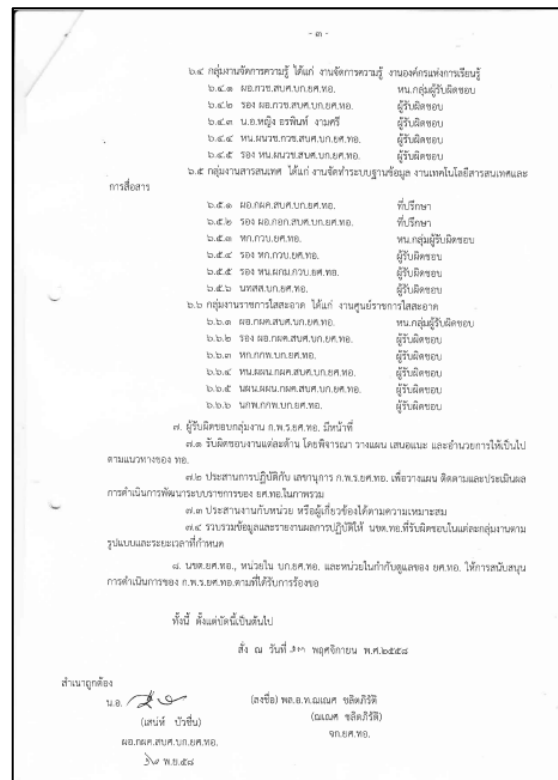 - ๓ -
๖.๔ กลุ่มงานจัดการความรู้ ได้แก่ งานจัดการความรู้ งานองค์กรแห่งการเรียนรู้
๖.๔.๑ ผอ.กวช.สบศ.บก.ยศ.ทอ. หน.กลุ่มผู้รับผิดชอบ
๖.๔.๒ รอง ผอ.กวช.สบศ.บก.ยศ.ทอ. ผู้รับผิดชอบ
๖.๔.๓ น.อ.หญิง อรพินท์ งามศรี ผู้รับผิดชอบ
๖.๔.๔ หน.ผนวช.กวช.สบศ.บก.ยศ.ทอ. ผู้รับผิดชอบ
๖.๔.๕ รอง หน.ผนวช.กวช.สบศ.บก.ยศ.ทอ. ผู้รับผิดชอบ
๖.๕ กลุ่มงานสารสนเทศ ได้แก่ งานจัดทำระบบฐานข้อมูล งานเทคโนโลยีสารสนเทศและ
การสื่อสาร
๖.๕.๑ ผอ.กผค.สบศ.บก.ยศ.ทอ. ที่ปรึกษา
๖.๕.๒ รอง ผอ.กอก.สบศ.บก.ยศ.ทอ. ที่ปรึกษา
๖.๕.๓ หก.กวบ.ยศ.ทอ. หน.กลุ่มผู้รับผิดชอบ
๖.๕.๔ รอง หก.กวบ.ยศ.ทอ. ผู้รับผิดชอบ
๖.๕.๕ รอง หน.ผกม.กวบ.ยศ.ทอ. ผู้รับผิดชอบ
๖.๕.๖ นทสส.บก.ยศ.ทอ. ผู้รับผิดชอบ
๖.๖ กลุ่มงานราชการใสสะอาด ได้แก่ งานศูนย์ราชการใสสะอาด
๖.๖.๑ ผอ.กผค.สบศ.บก.ยศ.ทอ. หน.กลุ่มผู้รับผิดชอบ
๖.๖.๒ รอง ผอ.กผค.สบศ.บก.ยศ.ทอ. ผู้รับผิดชอบ
๖.๖.๓ หก.กกพ.บก.ยศ.ทอ. ผู้รับผิดชอบ
๖.๖.๔ หน.ผผน.กผค.สบศ.บก.ยศ.ทอ. ผู้รับผิดชอบ
๖.๖.๕ นผน.ผผน.กผค.สบศ.บก.ยศ.ทอ. ผู้รับผิดชอบ
๖.๖.๖ นกพ.กกพ.บก.ยศ.ทอ. ผู้รับผิดชอบ
๗. ผู้รับผิดชอบกลุ่มงาน ก.พ.ร.ยศ.ทอ. มีหน้าที่
๗.๑ รับผิดชอบงานแต่ละด้าน โดยพิจารณา วางแผน เสนอแนะ และอำนวยการให้เป็นไป
ตามแนวทางของ ทอ.
๗.๒ ประสานการปฏิบัติกับ เลขานุการ ก.พ.ร.ยศ.ทอ. เพื่อวางแผน ติดตามและประเมินผล
การดำเนินการพัฒนาระบบราชการของ ยศ.ทอ.ในภาพรวม
๗.๓ ประสานงานกับหน่วย หรือผู้เกี่ยวข้องได้ตามความเหมาะสม
๗.๔ รวบรวมข้อมูลและรายงานผลการปฏิบัติให้ นขต.ทอ.ที่รับผิดชอบในแต่ละกลุ่มงานตาม
รูปแบบและระยะเวลาที่กำหนด
๘. นขต.ยศ.ทอ., หน่วยใน บก.ยศ.ทอ. และหน่วยในกำกับดูแลของ ยศ.ทอ. ให้การสนับสนุน
การดำเนินการของ ก.พ.ร.ยศ.ทอ.ตามที่ได้รับการร้องขอ
ทั้งนี้ ตั้งแต่บัดนี้เป็นต้นไป
สั่ง ณ วันที่ พฤศจิกายน พ.ศ.๒๕๕๘
สำเนาถูกต้อง
น.อ. (ลงชื่อ) พล.อ.ท.ฌเณศ ชลิตภิรัติ
(เสน่ห์ บัวชื่น) (ฌเณศ ชลิตภิรัติ)
ผอ.กผค.สบศ.บก.ยศ.ทอ. จก.ยศ.ทอ.
พ.ย.๕๘